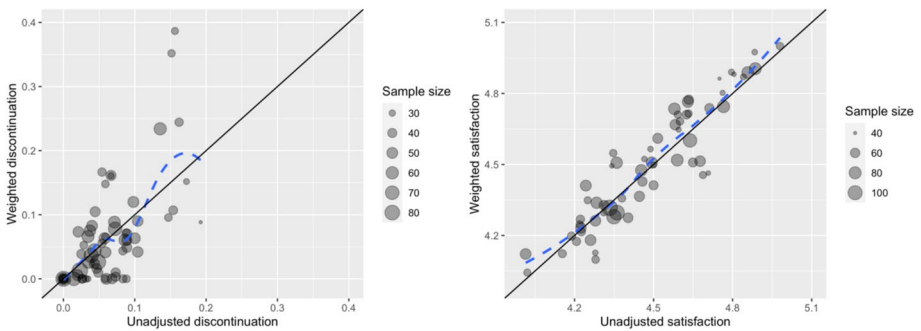 Weighted discontinuation
0.4
0.3
0.2
0.1
0.0
0.0 0.1 0.2 0.3 0.4
Unadjusted discontinuation
Sample size
30
40
50
60
70
80
Weighted satisfaction
5.1
4.8
4.5
4.2
4.2 4.5 4.8 5.1
Unadjusted satisfaction
Sample size
40
60
80
100